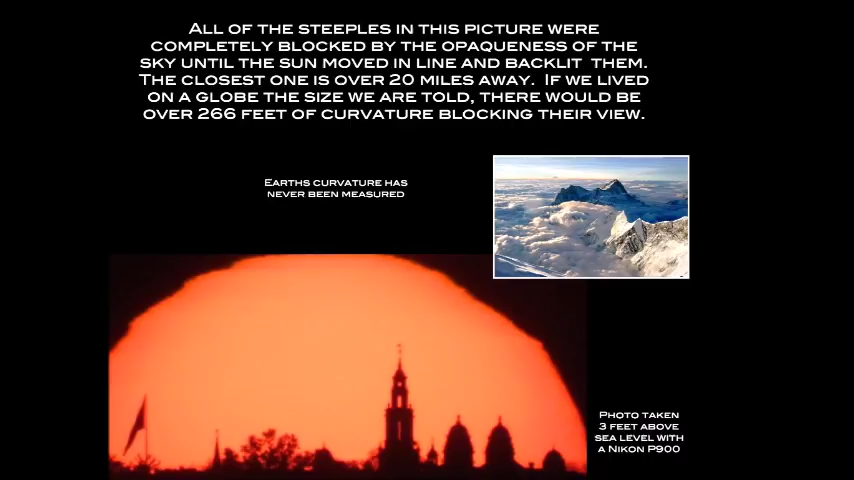 All of the steeples in this picture were
completely blocked by the opaqueness of the
sky until the sun moved in line and backlit them.
The closest one is over 20 miles away. If we lived
on a globe the size we are told, there would be
over 266 feet of curvature blocking their view.
Earths curvature has
never been measured
Photo taken
3 feet above
sea level with
a Nikon P900